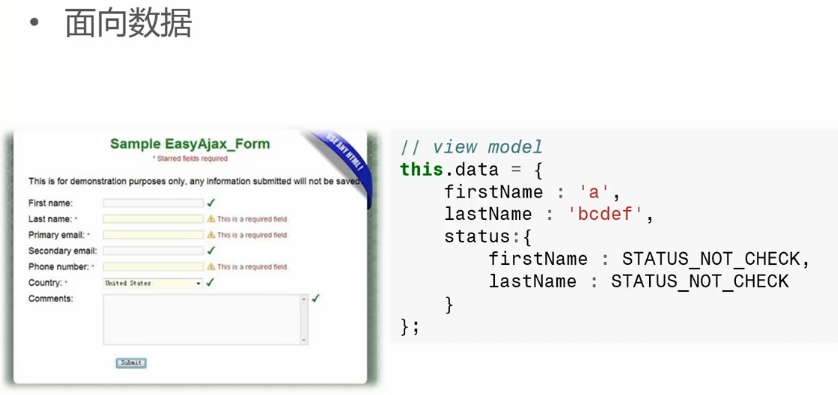 • 面向数据
Sample EasyAjax_Form
* Starred fields required
This is for demonstration purposes only, any information submitted will not be saved
First name:
Last name: * This is a required field.
Primary email: * This is a required field.
Secondary email:
Phone number: * This is a required field.
Country: * United States
Comments:
Submit
// view model
this.data = {
firstName : 'a',
lastName : 'bcdef',
status:{
firstName : STATUS_NOT_CHECK,
lastName : STATUS_NOT_CHECK
}
};